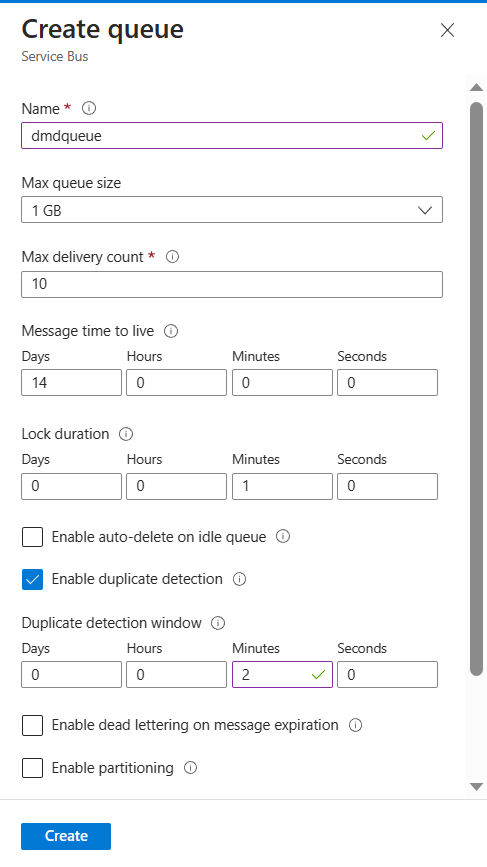 Create queue
Service Bus
Name *
dmdqueue
Max queue size
1 GB
Max delivery count *
10
Message time to live
Days Hours Minutes Seconds
14 0 0 0
Lock duration
Days Hours Minutes Seconds
0 0 1 0
Enable auto-delete on idle queue
Enable duplicate detection
Duplicate detection window
Days Hours Minutes Seconds
0 0 2 0
Enable dead lettering on message expiration
Enable partitioning
Create